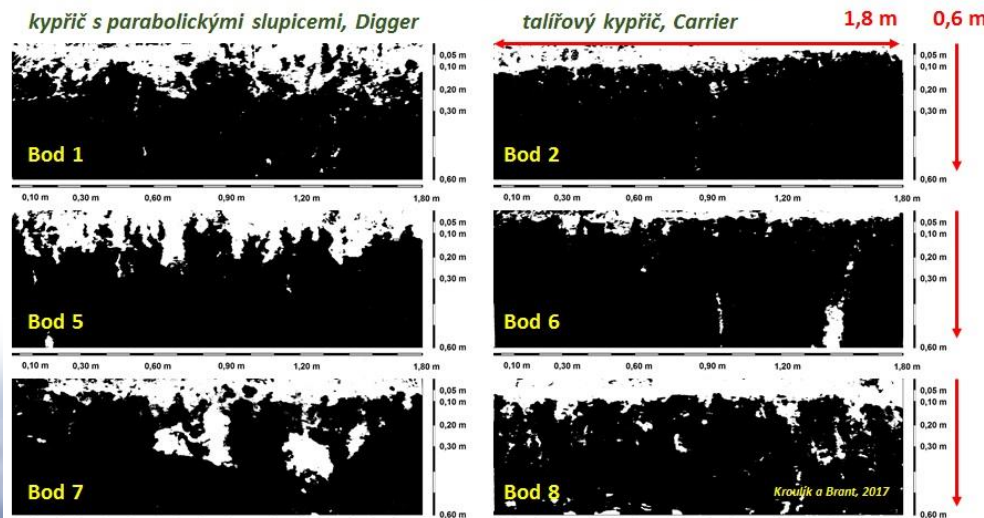 kypřič s parabolickými slupicemi, Digger
talířový kypřič, Carrier
1,8 m
0,6 m
0,05 m
0,10 m
0,20 m
0,30 m
0,60 m
Bod 1
0,05 m
0,10 m
0,20 m
0,30 m
0,60 m
Bod 2
0,10 m 0,30 m 0,60 m 0,90 m 1,20 m 1,80 m
0,10 m 0,30 m 0,60 m 0,90 m 1,20 m 1,80 m
0,05 m
0,10 m
0,20 m
0,30 m
0,60 m
Bod 5
0,05 m
0,10 m
0,20 m
0,30 m
0,60 m
Bod 6
0,10 m 0,30 m 0,60 m 0,90 m 1,20 m 1,80 m
0,10 m 0,30 m 0,60 m 0,90 m 1,20 m 1,80 m
0,05 m
0,10 m
0,20 m
0,30 m
0,60 m
Bod 7
0,05 m
0,10 m
0,20 m
0,30 m
0,60 m
Bod 8
Kroulík a Brant, 2017